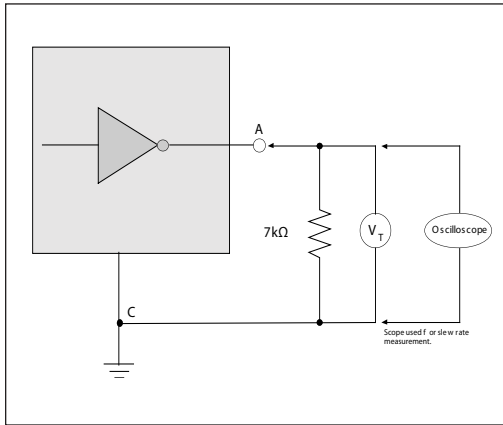 A
7kΩ
V T
Oscilloscope
C
Scope used f or slew rate
measurement.